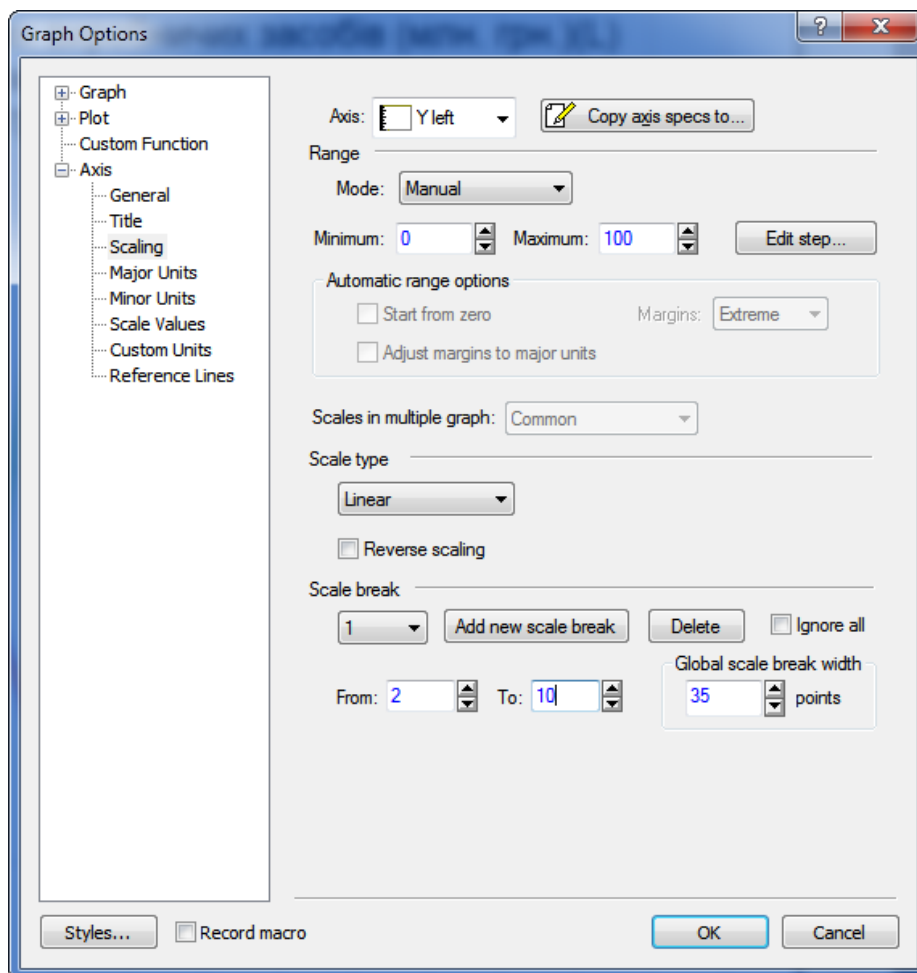 Graph Options
засобів (млн. грн.)(L)
Graph
Plot
Custom Function
Axis
General
Title
Scaling
Major Units
Minor Units
Scale Values
Custom Units
Reference Lines
Axis: Y left Copy axis specs to...
Range
Mode: Manual
Minimum: 0 Maximum: 100 Edit step...
Automatic range options
Start from zero Margins: Extreme
Adjust margins to major units
Scales in multiple graph: Common
Scale type
Linear
Reverse scaling
Scale break
1 Add new scale break Delete Ignore all
Global scale break width
From: 2 To: 10 35 points
Styles... Record macro OK Cancel